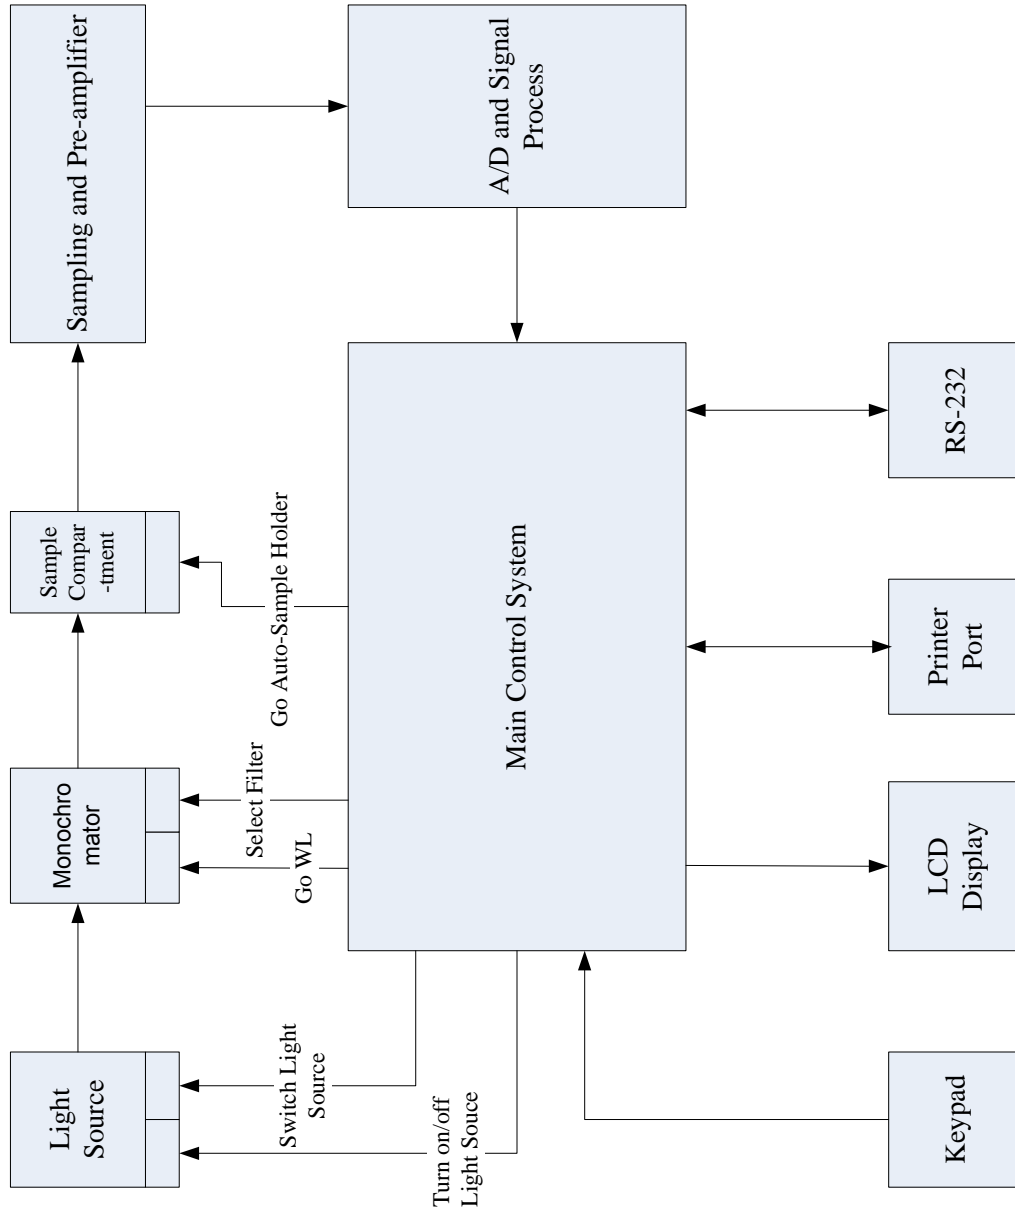 Light
Source
Monochro
mator
Sample
Compar
-tment
Sampling and Pre-amplifier
Turn on/off
Light Souce
Switch Light
Source
Go WL
Select Filter
Go Auto-Sample Holder
Main Control System
A/D and Signal
Process
Keypad
LCD
Display
Printer
Port
RS-232